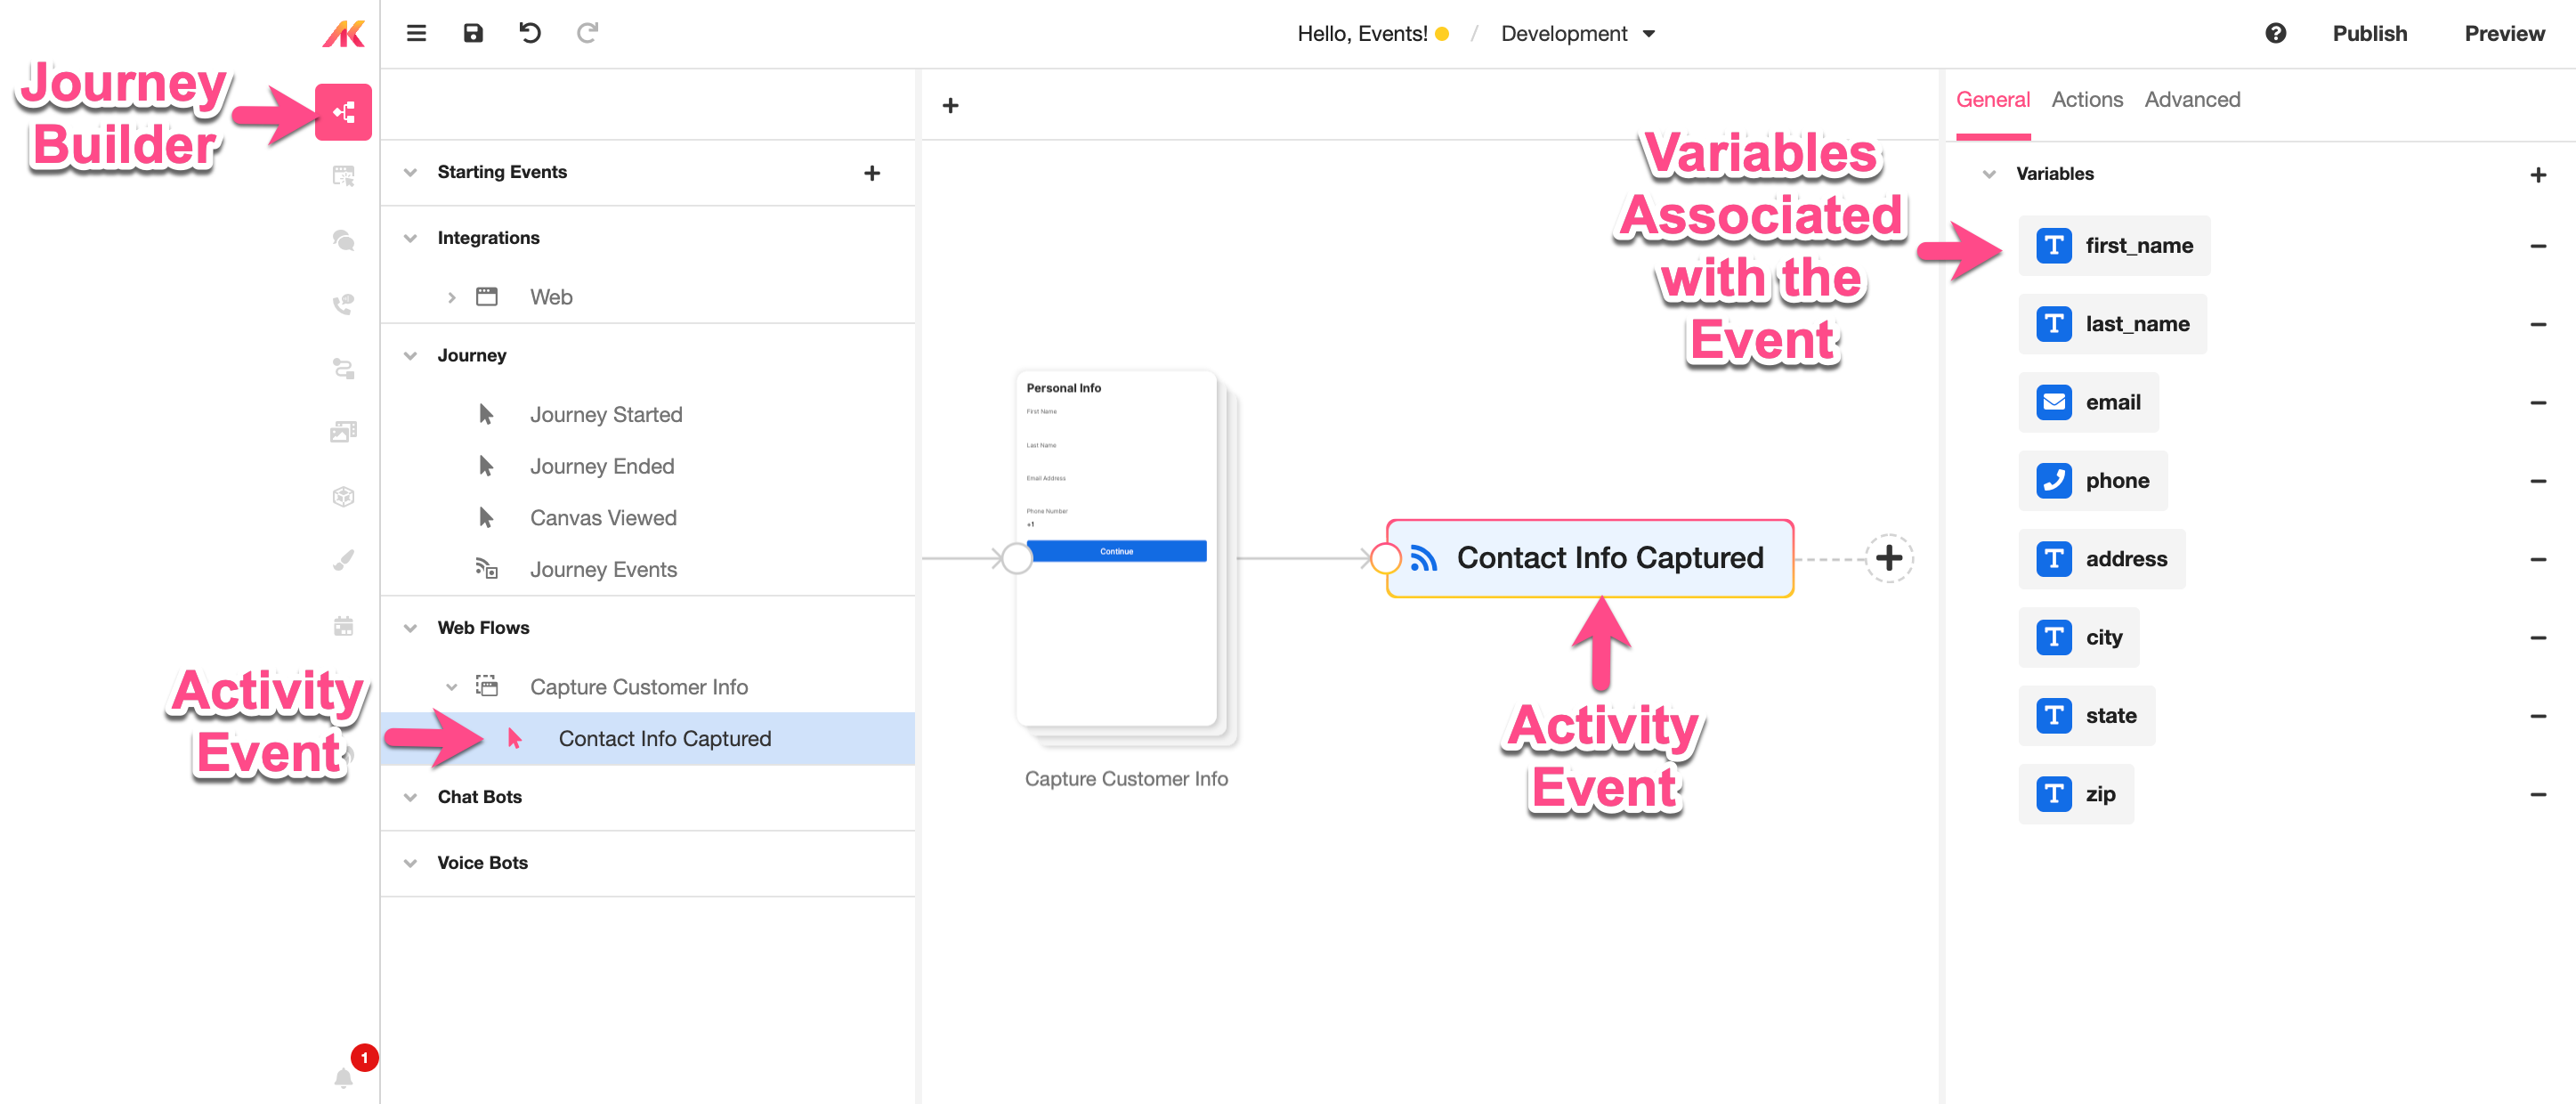 Hello, Events! / Development
Publish
Preview
Journey
Builder
Starting Events
Integrations
Web
Journey
Journey Started
Journey Ended
Canvas Viewed
Journey Events
Web Flows
Capture Customer Info
Activity
Event
Contact Info Captured
Chat Bots
Voice Bots
1
Personal Info
First Name
Last Name
Email Address
Phone Number
+1
Continue
Capture Customer Info
Contact Info Captured
Activity
Event
Variables
Associated
with the
Event
General Actions Advanced
Variables
first_name
last_name
email
phone
address
city
state
zip